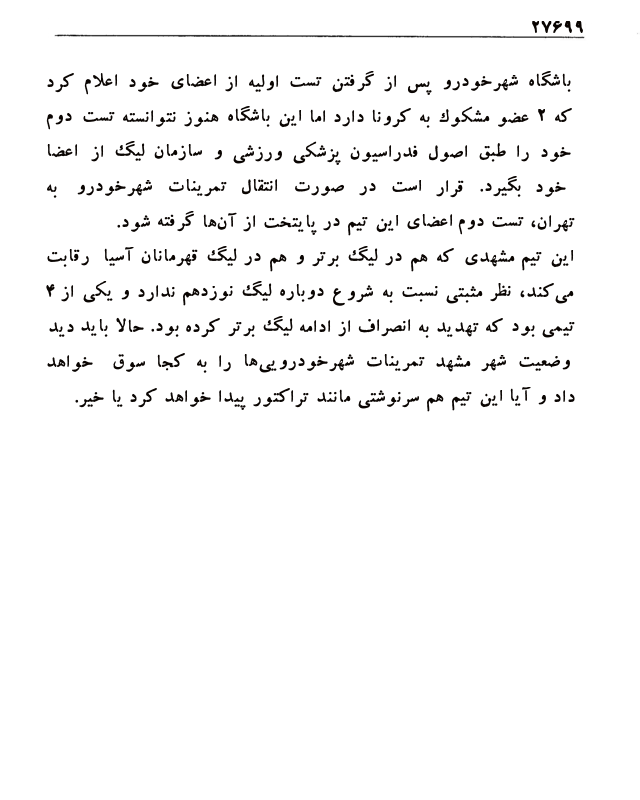 ۲۷۶۹۹
باشگاه شهرخودرو پس از گرفتن تست اولیه از اعضای خود اعلام کرد
که ۲ عضو مشکوک به کرونا دارد اما این باشگاه هنوز نتوانسته تست دوم
خود را طبق اصول فدراسیون پزشکی ورزشی و سازمان لیگ از اعضا
خود بگیرد. قرار است در صورت انتقال تمرینات شهرخودرو به
تهران، تست دوم اعضای این تیم در پایتخت از آن‌ها گرفته شود.
این تیم مشهدی که هم در لیگ برتر و هم در لیگ قهرمانان آسیا رقابت
می‌کند، نظر مثبتی نسبت به شروع دوباره لیگ نوزدهم ندارد و یکی از ۴
تیمی بود که تهدید به انصراف از ادامه لیگ برتر کرده بود. حالا باید دید
وضعیت شهر مشهد تمرینات شهرخودرویی‌ها را به کجا سوق خواهد
داد و آیا این تیم هم سرنوشتی مانند تراکتور پیدا خواهد کرد یا خیر.